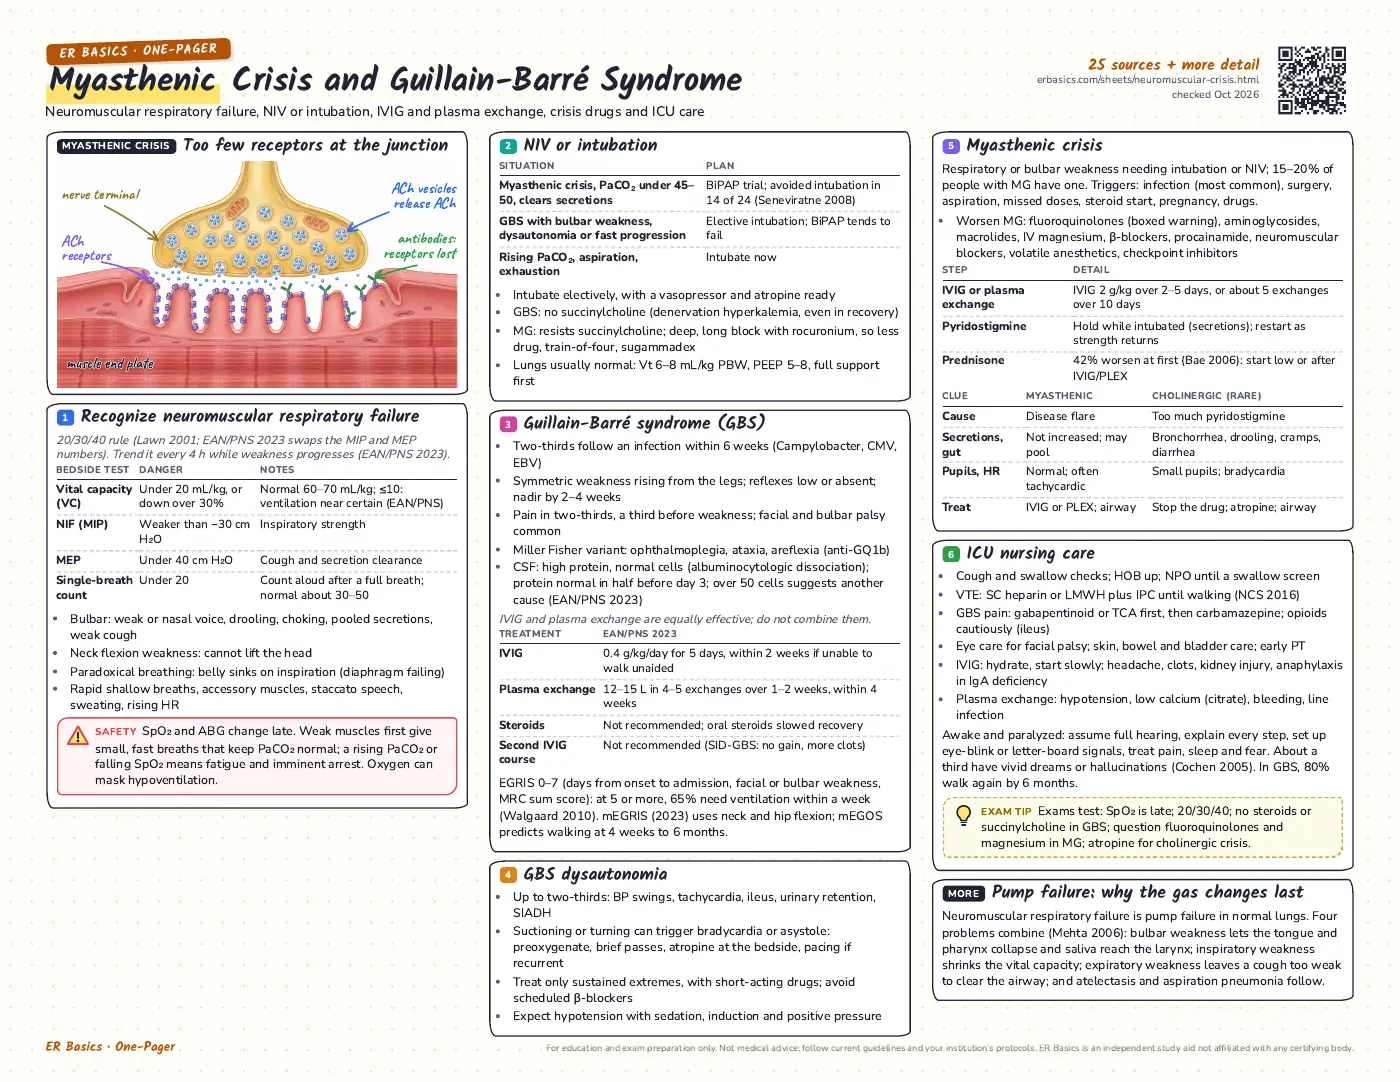 ER BASICS · ONE-PAGER
Myasthenic Crisis and Guillain-Barré Syndrome
Neuromuscular respiratory failure, NIV or intubation, IVIG and plasma exchange, crisis drugs and ICU care
25 sources + more detail
erbasics.com/sheets/neuromuscular-crisis.html
checked Oct 2026
MYASTHENIC CRISIS Too few receptors at the junction
nerve terminal
ACh vesicles
release ACh
ACh
receptors
antibodies:
receptors lost
muscle end plate
1 Recognize neuromuscular respiratory failure
20/30/40 rule (Lawn 2001; EAN/PNS 2023 swaps the MIP and MEP
numbers). Trend it every 4 h while weakness progresses (EAN/PNS 2023).
BEDSIDE TEST DANGER NOTES
Vital capacity Under 20 mL/kg, or Normal 60–70 mL/kg; ≤10:
(VC) down over 30% ventilation near certain (EAN/PNS)
NIF (MIP) Weaker than −30 cm Inspiratory strength
H₂O
MEP Under 40 cm H₂O Cough and secretion clearance
Single-breath Under 20 Count aloud after a full breath;
count normal about 30–50
• Bulbar: weak or nasal voice, drooling, choking, pooled secretions,
weak cough
• Neck flexion weakness: cannot lift the head
• Paradoxical breathing: belly sinks on inspiration (diaphragm failing)
• Rapid shallow breaths, accessory muscles, staccato speech,
sweating, rising HR
SAFETY SpO₂ and ABG change late. Weak muscles first give
small, fast breaths that keep PaCO₂ normal; a rising PaCO₂ or
falling SpO₂ means fatigue and imminent arrest. Oxygen can
mask hypoventilation.
2 NIV or intubation
SITUATION PLAN
Myasthenic crisis, PaCO₂ under 45– BiPAP trial; avoided intubation in
50, clears secretions 14 of 24 (Seneviratne 2008)
GBS with bulbar weakness, Elective intubation; BiPAP tends to
dysautonomia or fast progression fail
Rising PaCO₂, aspiration, Intubate now
exhaustion
• Intubate electively, with a vasopressor and atropine ready
• GBS: no succinylcholine (denervation hyperkalemia, even in recovery)
• MG: resists succinylcholine; deep, long block with rocuronium, so less
drug, train-of-four, sugammadex
• Lungs usually normal: Vt 6–8 mL/kg PBW, PEEP 5–8, full support
first
3 Guillain-Barré syndrome (GBS)
• Two-thirds follow an infection within 6 weeks (Campylobacter, CMV,
EBV)
• Symmetric weakness rising from the legs; reflexes low or absent;
nadir by 2–4 weeks
• Pain in two-thirds, a third before weakness; facial and bulbar palsy
common
• Miller Fisher variant: ophthalmoplegia, ataxia, areflexia (anti-GQ1b)
• CSF: high protein, normal cells (albuminocytologic dissociation);
protein normal in half before day 3; over 50 cells suggests another
cause (EAN/PNS 2023)
IVIG and plasma exchange are equally effective; do not combine them.
TREATMENT EAN/PNS 2023
IVIG 0.4 g/kg/day for 5 days, within 2 weeks if unable to
walk unaided
Plasma exchange 12–15 L in 4–5 exchanges over 1–2 weeks, within 4
weeks
Steroids Not recommended; oral steroids slowed recovery
Second IVIG Not recommended (SID-GBS: no gain, more clots)
course
EGRIS 0–7 (days from onset to admission, facial or bulbar weakness,
MRC sum score): at 5 or more, 65% need ventilation within a week
(Walgaard 2010). mEGRIS (2023) uses neck and hip flexion; mEGOS
predicts walking at 4 weeks to 6 months.
4 GBS dysautonomia
• Up to two-thirds: BP swings, tachycardia, ileus, urinary retention,
SIADH
• Suctioning or turning can trigger bradycardia or asystole:
preoxygenate, brief passes, atropine at the bedside, pacing if
recurrent
• Treat only sustained extremes, with short-acting drugs; avoid
scheduled β-blockers
• Expect hypotension with sedation, induction and positive pressure
5 Myasthenic crisis
Respiratory or bulbar weakness needing intubation or NIV; 15–20% of
people with MG have one. Triggers: infection (most common), surgery,
aspiration, missed doses, steroid start, pregnancy, drugs.
• Worsen MG: fluoroquinolones (boxed warning), aminoglycosides,
macrolides, IV magnesium, β-blockers, procainamide, neuromuscular
blockers, volatile anesthetics, checkpoint inhibitors
STEP DETAIL
IVIG or plasma IVIG 2 g/kg over 2–5 days, or about 5 exchanges
exchange over 10 days
Pyridostigmine Hold while intubated (secretions); restart as
strength returns
Prednisone 42% worsen at first (Bae 2006): start low or after
IVIG/PLEX
CLUE MYASTHENIC CHOLINERGIC (RARE)
Cause Disease flare Too much pyridostigmine
Secretions, Not increased; may Bronchorrhea, drooling, cramps,
gut pool diarrhea
Pupils, HR Normal; often Small pupils; bradycardia
tachycardic
Treat IVIG or PLEX; airway Stop the drug; atropine; airway
6 ICU nursing care
• Cough and swallow checks; HOB up; NPO until a swallow screen
• VTE: SC heparin or LMWH plus IPC until walking (NCS 2016)
• GBS pain: gabapentinoid or TCA first, then carbamazepine; opioids
cautiously (ileus)
• Eye care for facial palsy; skin, bowel and bladder care; early PT
• IVIG: hydrate, start slowly; headache, clots, kidney injury, anaphylaxis
in IgA deficiency
• Plasma exchange: hypotension, low calcium (citrate), bleeding, line
infection
Awake and paralyzed: assume full hearing, explain every step, set up
eye-blink or letter-board signals, treat pain, sleep and fear. About a
third have vivid dreams or hallucinations (Cochen 2005). In GBS, 80%
walk again by 6 months.
EXAM TIP Exams test: SpO₂ is late; 20/30/40; no steroids or
succinylcholine in GBS; question fluoroquinolones and
magnesium in MG; atropine for cholinergic crisis.
MORE Pump failure: why the gas changes last
Neuromuscular respiratory failure is pump failure in normal lungs. Four
problems combine (Mehta 2006): bulbar weakness lets the tongue and
pharynx collapse and saliva reach the larynx; inspiratory weakness
shrinks the vital capacity; expiratory weakness leaves a cough too weak
to clear the airway; and atelectasis and aspiration pneumonia follow.
ER Basics · One-Pager
For education and exam preparation only. Not medical advice; follow current guidelines and your institution's protocols. ER Basics is an independent study aid not affiliated with any certifying body.